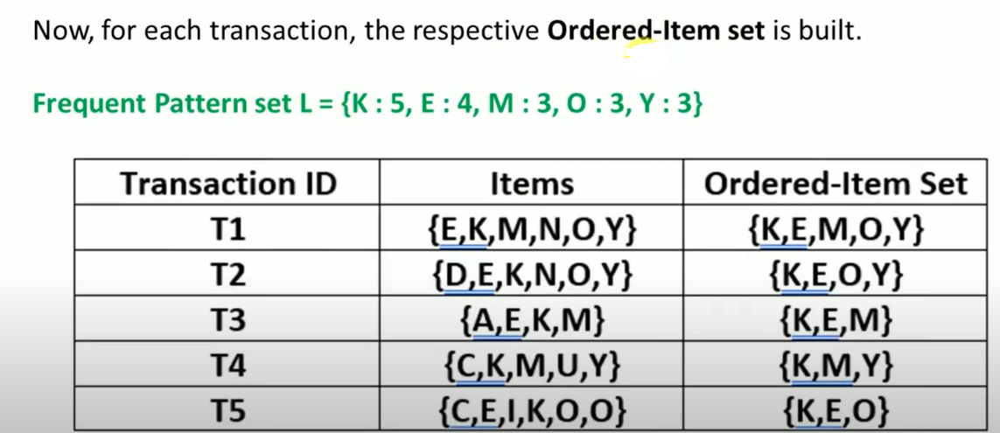 Now, for each transaction, the respective Ordered-Item set is built.
Frequent Pattern set L = {K : 5, E : 4, M : 3, O : 3, Y : 3}
Transaction ID Items Ordered-Item Set
T1 {E,K,M,N,O,Y} {K,E,M,O,Y}
T2 {D,E,K,N,O,Y} {K,E,O,Y}
T3 {A,E,K,M} {K,E,M}
T4 {C,K,M,U,Y} {K,M,Y}
T5 {C,E,I,K,O,O} {K,E,O}